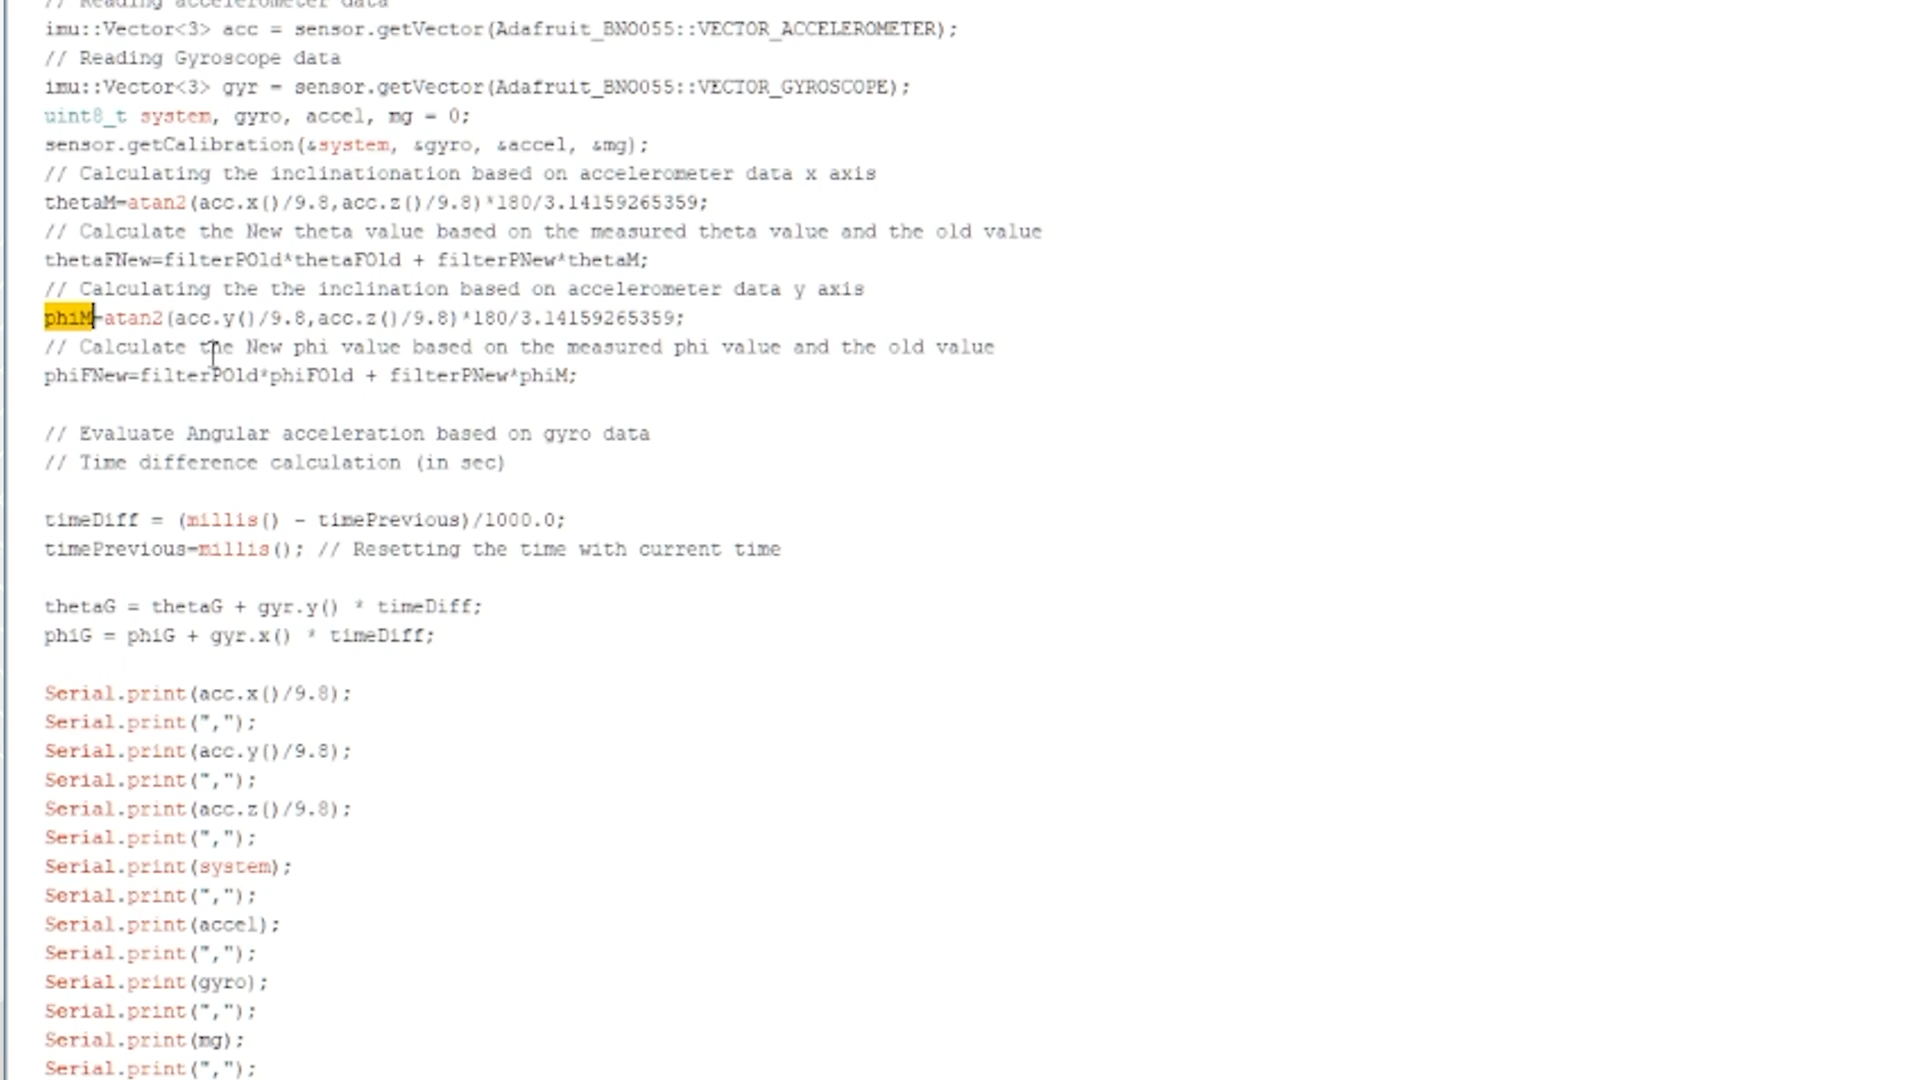 // Reading accelerometer data
imu::Vector<3> acc = sensor.getVector(Adafruit_BNO055::VECTOR_ACCELEROMETER);
// Reading Gyroscope data
imu::Vector<3> gyr = sensor.getVector(Adafruit_BNO055::VECTOR_GYROSCOPE);
uint8_t system, gyro, accel, mg = 0;
sensor.getCalibration(&system, &gyro, &accel, &mg);
// Calculating the inclinationation based on accelerometer data x axis
thetaM=atan2(acc.x()/9.8,acc.z()/9.8)*180/3.14159265359;
// Calculate the New theta value based on the measured theta value and the old value
thetaFNew=filterPOld*thetaFOld + filterPNew*thetaM;
// Calculating the the inclination based on accelerometer data y axis
phiM=atan2(acc.y()/9.8,acc.z()/9.8)*180/3.14159265359;
// Calculate the New phi value based on the measured phi value and the old value
phiFNew=filterPOld*phiFOld + filterPNew*phiM;
// Evaluate Angular acceleration based on gyro data
// Time difference calculation (in sec)
timeDiff = (millis() - timePrevious)/1000.0;
timePrevious=millis(); // Resetting the time with current time
thetaG = thetaG + gyr.y() * timeDiff;
phiG = phiG + gyr.x() * timeDiff;
Serial.print(acc.x()/9.8);
Serial.print(",");
Serial.print(acc.y()/9.8);
Serial.print(",");
Serial.print(acc.z()/9.8);
Serial.print(",");
Serial.print(system);
Serial.print(",");
Serial.print(accel);
Serial.print(",");
Serial.print(gyro);
Serial.print(",");
Serial.print(mg);
Serial.print(",");